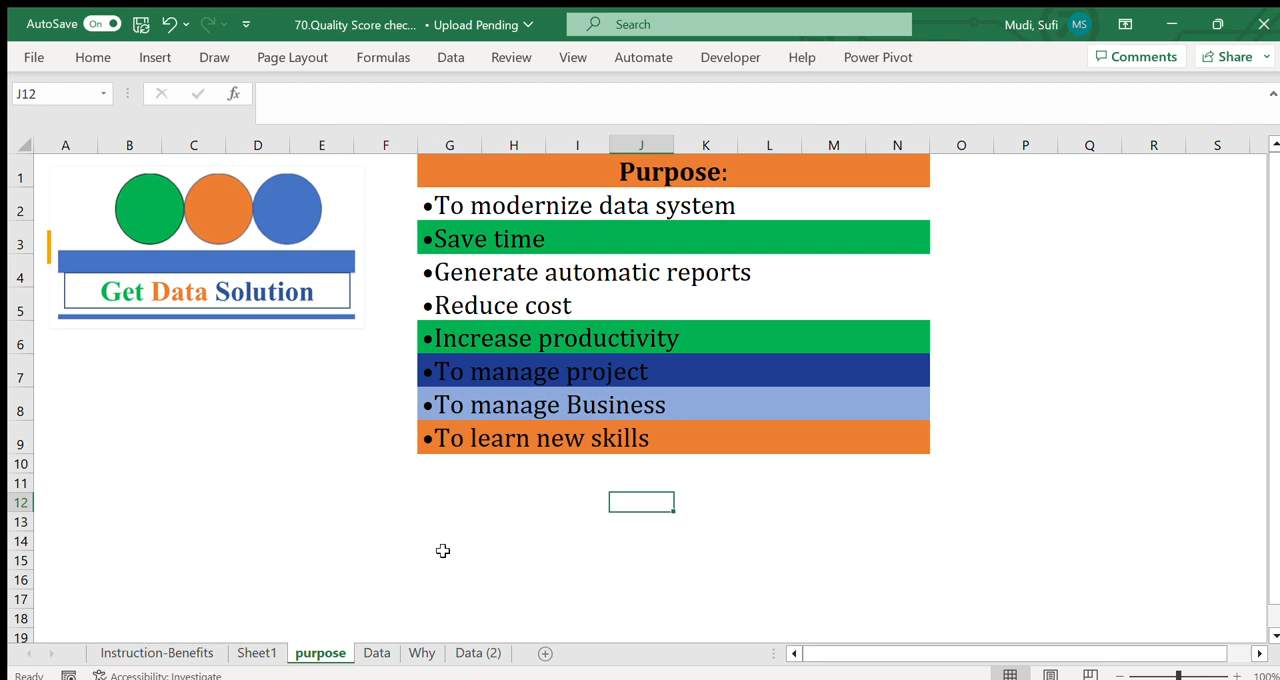 AutoSave On 70.Quality Score chec... • Upload Pending Search Mudi, Sufi MS
File Home Insert Draw Page Layout Formulas Data Review View Automate Developer Help Power Pivot Comments Share
J12 fx
A B C D E F G H I J K L M N O P Q R S
1 Purpose:
2 •To modernize data system
3 •Save time
4 •Generate automatic reports
Get Data Solution
5 •Reduce cost
6 •Increase productivity
7 •To manage project
8 •To manage Business
9 •To learn new skills
10
11
12
13
14
15
16
17
18
19
Instruction-Benefits Sheet1 purpose Data Why Data (2)
Ready Accessibility: Investigate 100%